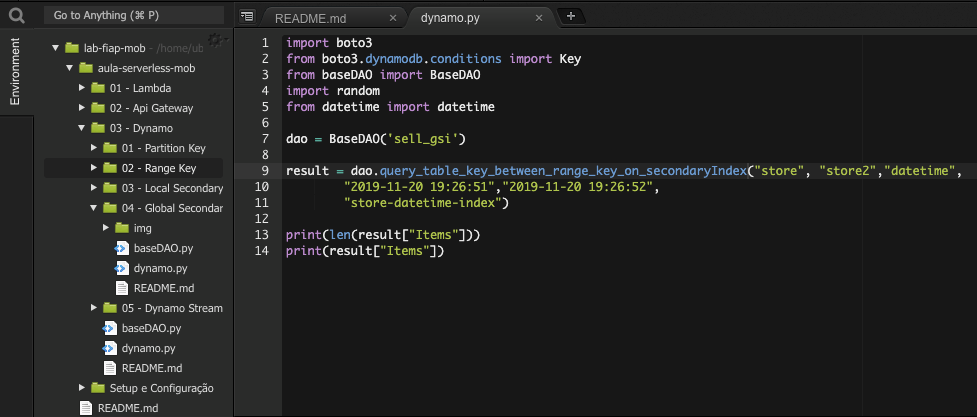 Go to Anything (⌘ P)
README.md
dynamo.py
Environment
lab-fiap-mob - /home/ub
aula-serverless-mob
01 - Lambda
02 - Api Gateway
03 - Dynamo
01 - Partition Key
02 - Range Key
03 - Local Secondary
04 - Global Secondar
img
baseDAO.py
dynamo.py
README.md
05 - Dynamo Stream
baseDAO.py
dynamo.py
README.md
Setup e Configuração
README.md
1 import boto3
2 from boto3.dynamodb.conditions import Key
3 from baseDAO import BaseDAO
4 import random
5 from datetime import datetime
6
7 dao = BaseDAO('sell_gsi')
8
9 result = dao.query_table_key_between_range_key_on_secondaryIndex("store", "store2","datetime",
10 "2019-11-20 19:26:51","2019-11-20 19:26:52",
11 "store-datetime-index")
12
13 print(len(result["Items"]))
14 print(result["Items"])